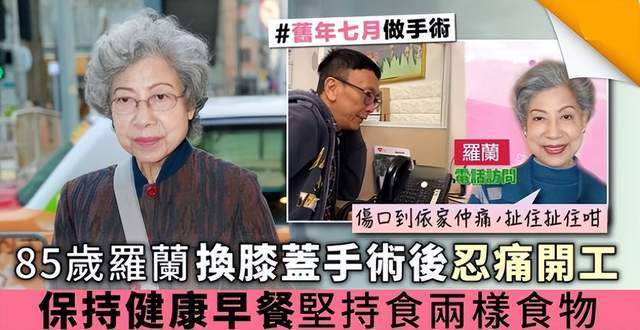 #舊年七月做手術
羅蘭
電話訪問
傷口到依家仲痛，扯住扯住咁
85歲羅蘭換膝蓋手術後忍痛開工
保持健康早餐堅持食兩樣食物